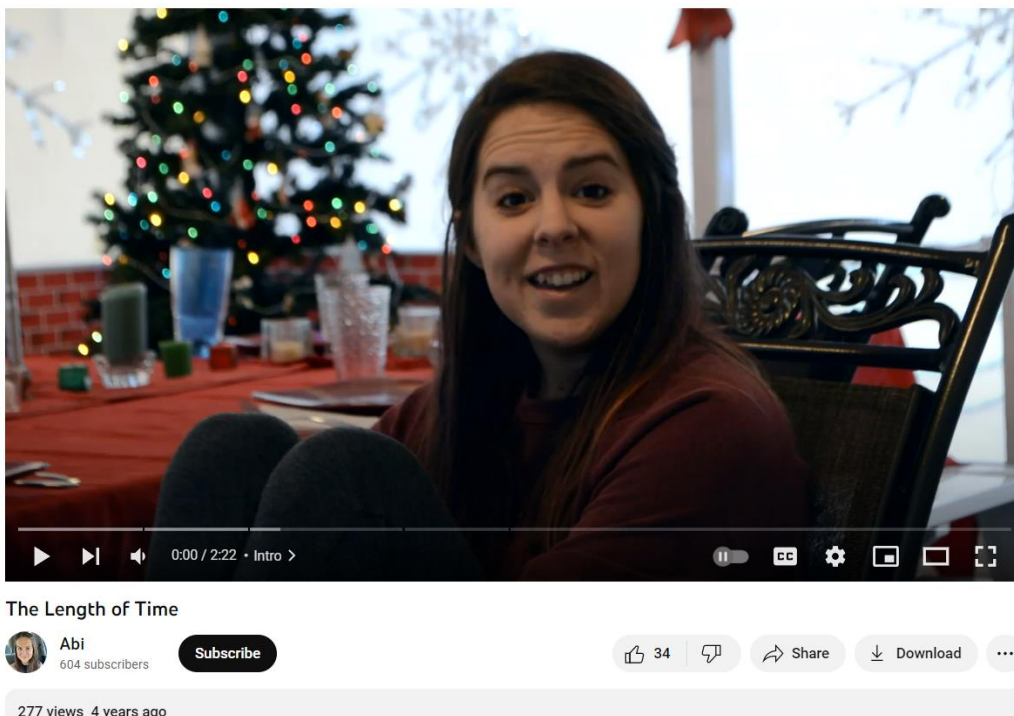 0:00 / 2:22 • Intro >
CC
The Length of Time
Abi
604 subscribers
Subscribe
34
Share
Download
277 views 4 years ago